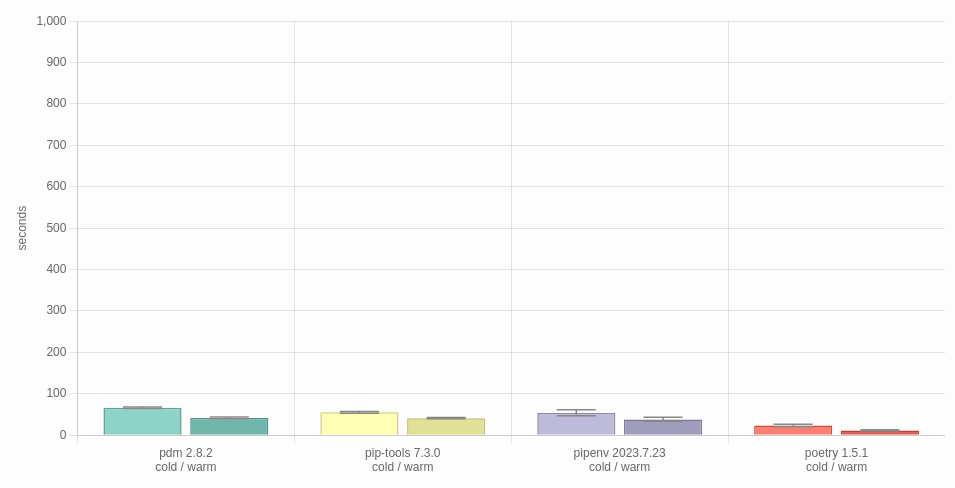 1,000
900
800
700
600
500
400
300
200
100
0
seconds
pdm 2.8.2
cold / warm
pip-tools 7.3.0
cold / warm
pipenv 2023.7.23
cold / warm
poetry 1.5.1
cold / warm